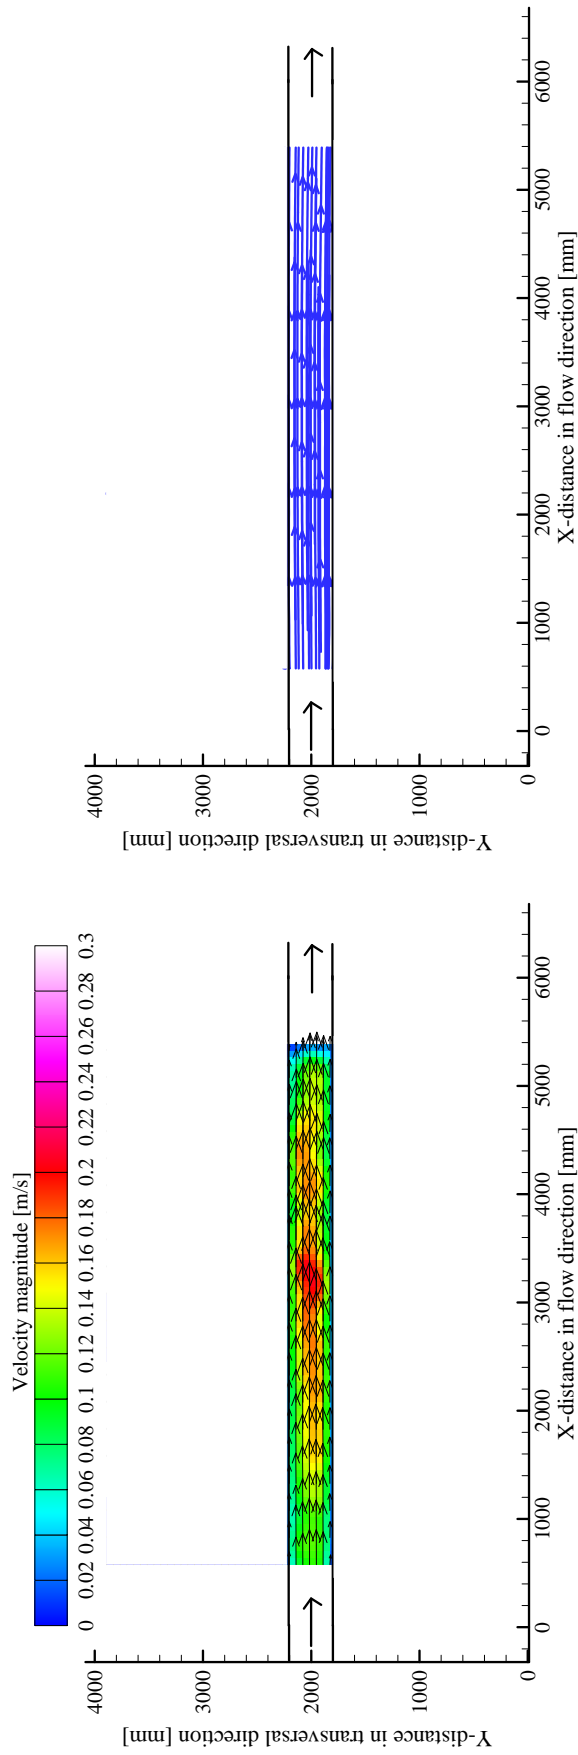 Velocity magnitude [m/s]
0 0.02 0.04 0.06 0.08 0.1 0.12 0.14 0.16 0.18 0.2 0.22 0.24 0.26 0.28 0.3
Y-distance in transversal direction [mm]
4000
3000
2000
1000
0
0 1000 2000 3000 4000 5000 6000
X-distance in flow direction [mm]
Y-distance in transversal direction [mm]
4000
3000
2000
1000
0
0 1000 2000 3000 4000 5000 6000
X-distance in flow direction [mm]